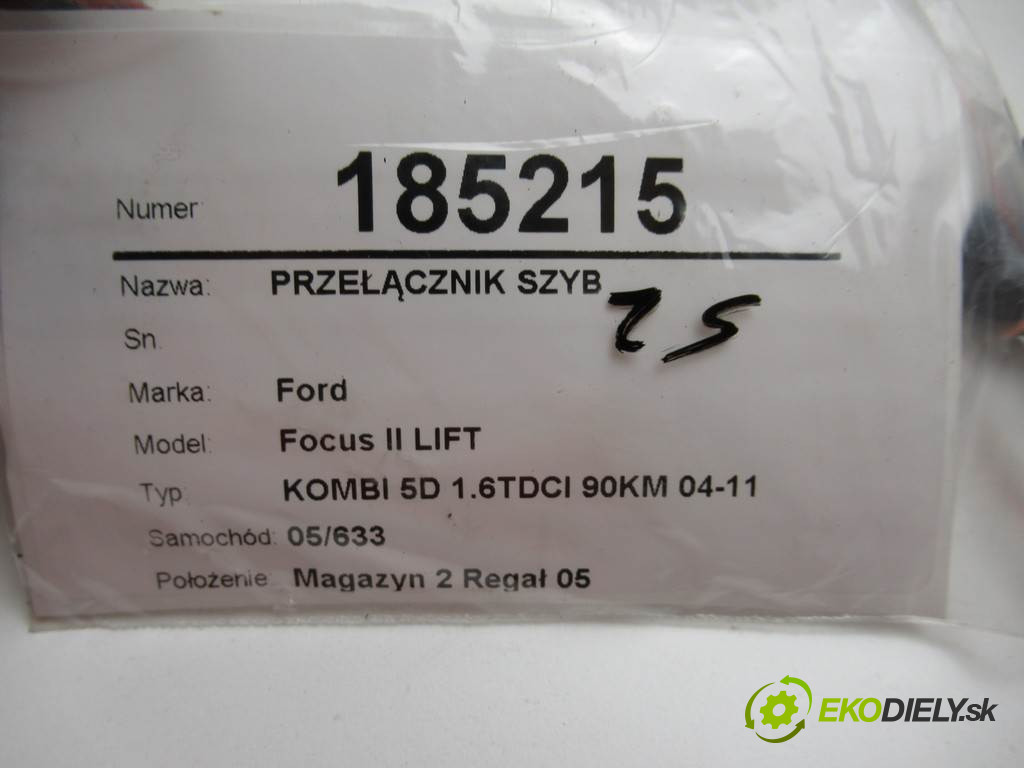 Numer 185215
Nazwa: PRZEŁĄCZNIK SZYB
Sn.
Marka: Ford
Model: Focus II LIFT
Typ KOMBI 5D 1.6TDCI 90KM 04-11
Samochód: 05/633
Położenie: Magazyn 2 Regał 05
EKODIELY.sk